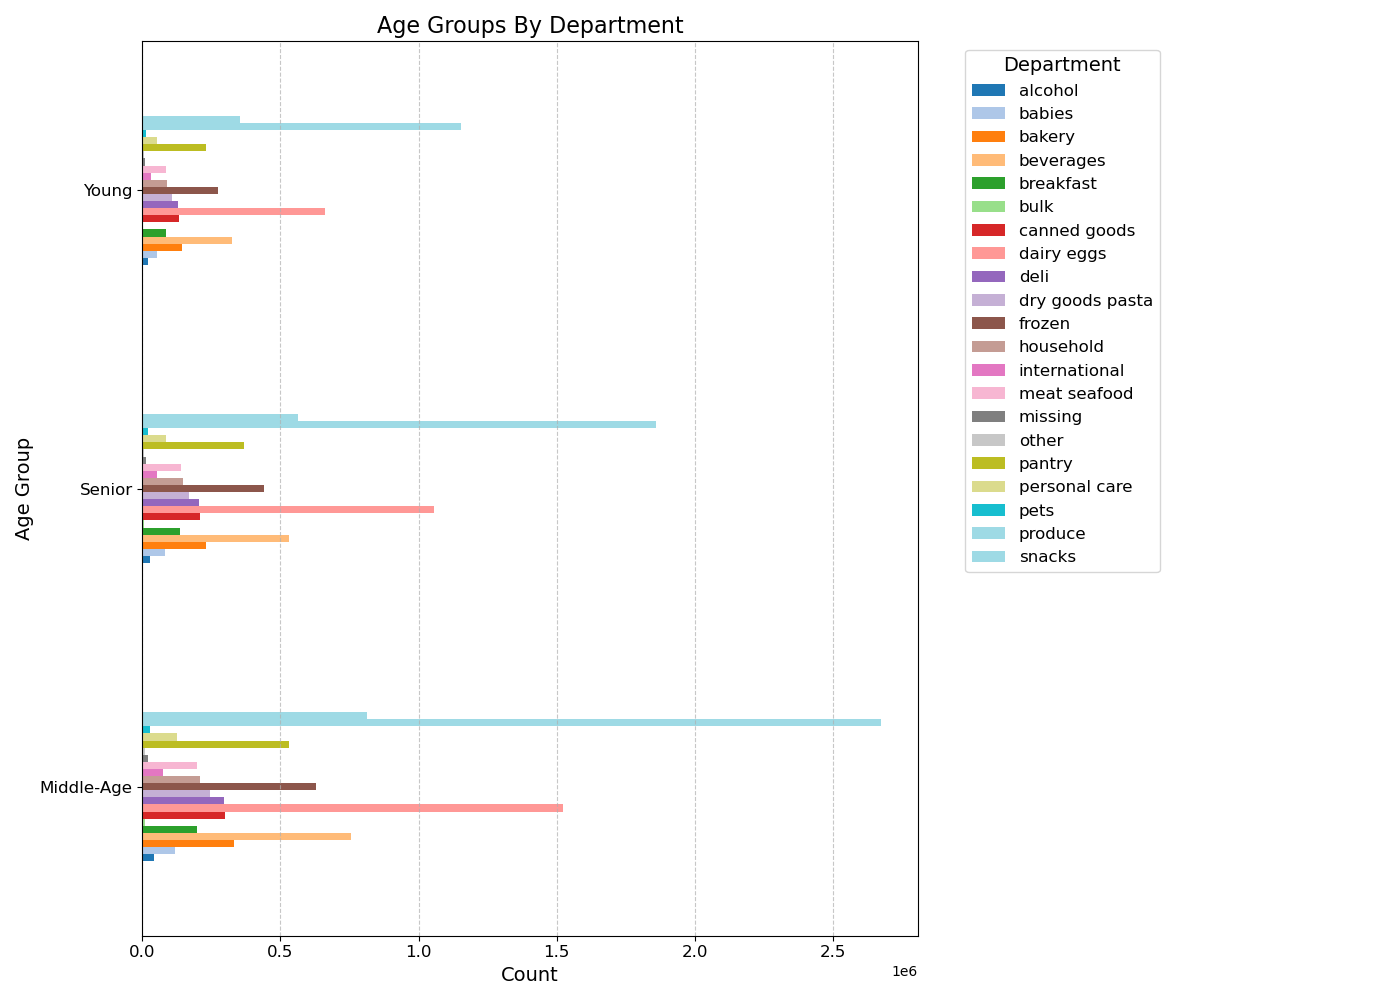 Age Groups By Department
Department
alcohol
babies
bakery
beverages
breakfast
bulk
canned goods
dairy eggs
deli
dry goods pasta
frozen
household
international
meat seafood
missing
other
pantry
personal care
pets
produce
snacks
Age Group
Young
Senior
Middle-Age
0.0 0.5 1.0 1.5 2.0 2.5
1e6
Count